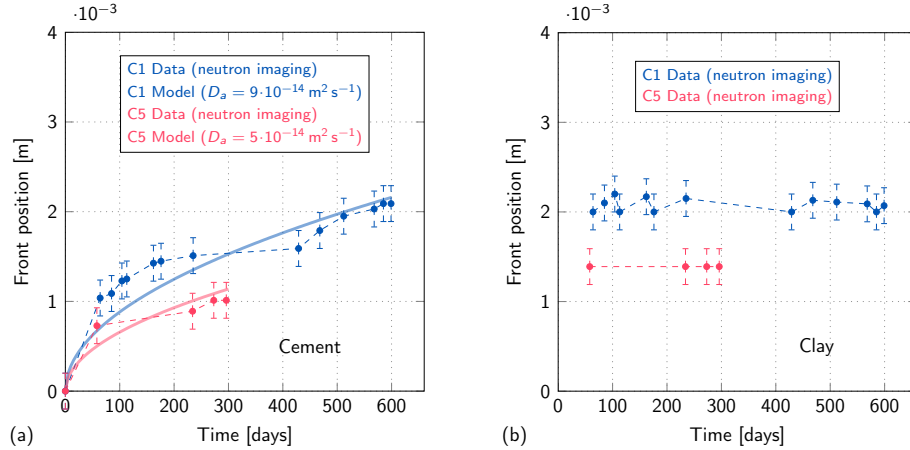 ·10⁻³
4
3
2
1
0
0
100
200
300
400
500
600
Front position [m]
Time [days]
C1 Data (neutron imaging)
C1 Model (Dₐ = 9·10⁻¹⁴ m² s⁻¹)
C5 Data (neutron imaging)
C5 Model (Dₐ = 5·10⁻¹⁴ m² s⁻¹)
Cement
(a)
·10⁻³
4
3
2
1
0
0
100
200
300
400
500
600
Front position [m]
Time [days]
C1 Data (neutron imaging)
C5 Data (neutron imaging)
Clay
(b)